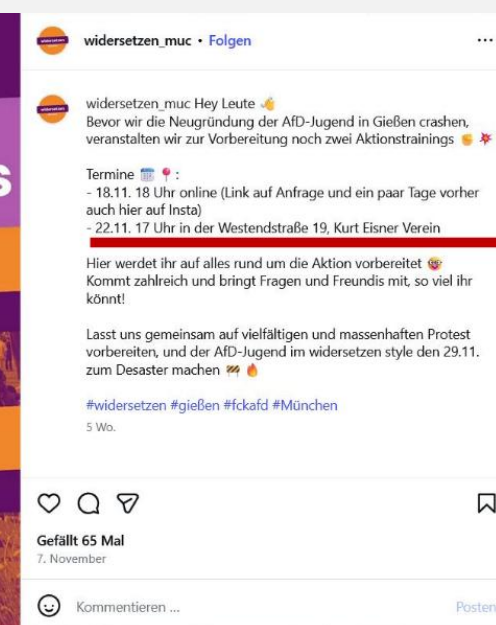 widersetzen_muc • Folgen
widersetzen_muc Hey Leute 👋
Bevor wir die Neugründung der AfD-Jugend in Gießen crashen,
veranstalten wir zur Vorbereitung noch zwei Aktionstrainings ✊ 💥
Termine 🗓️ 📍:
- 18.11. 18 Uhr online (Link auf Anfrage und ein paar Tage vorher
auch hier auf Insta)
- 22.11. 17 Uhr in der Westendstraße 19, Kurt Eisner Verein
Hier werdet ihr auf alles rund um die Aktion vorbereitet 🤓
Kommt zahlreich und bringt Fragen und Freundis mit, so viel ihr
könnt!
Lasst uns gemeinsam auf vielfältigen und massenhaften Protest
vorbereiten, und der AfD-Jugend im widersetzen style den 29.11.
zum Desaster machen 🚧 🔥
#widersetzen #gießen #fckafd #München
5 Wo.
Gefällt 65 Mal
7. November
Kommentieren ...
Posten
s